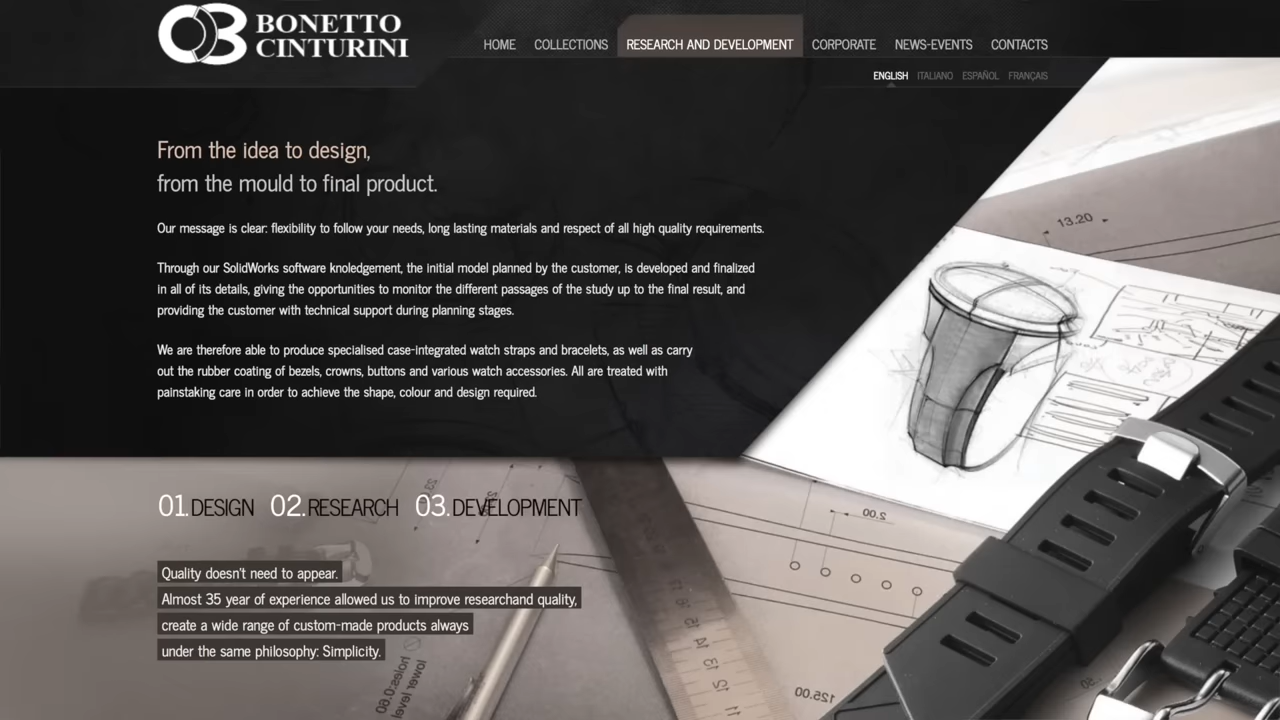 BONETTO
CINTURINI
HOME COLLECTIONS RESEARCH AND DEVELOPMENT CORPORATE NEWS-EVENTS CONTACTS
ENGLISH ITALIANO ESPAÑOL FRANÇAIS
From the idea to design,
from the mould to final product.
Our message is clear: flexibility to follow your needs, long lasting materials and respect of all high quality requirements.
Through our SolidWorks software knoledgement, the initial model planned by the customer, is developed and finalized
in all of its details, giving the opportunities to monitor the different passages of the study up to the final result, and
providing the customer with technical support during planning stages.
We are therefore able to produce specialised case-integrated watch straps and bracelets, as well as carry
out the rubber coating of bezels, crowns, buttons and various watch accessories. All are treated with
painstaking care in order to achieve the shape, colour and design required.
13.20
01. DESIGN 02. RESEARCH 03. DEVELOPMENT
2.00
Quality doesn't need to appear.
Almost 35 year of experience allowed us to improve researchand quality,
create a wide range of custom-made products always
under the same philosophy: Simplicity.
holes:0.60
lower level
125.00